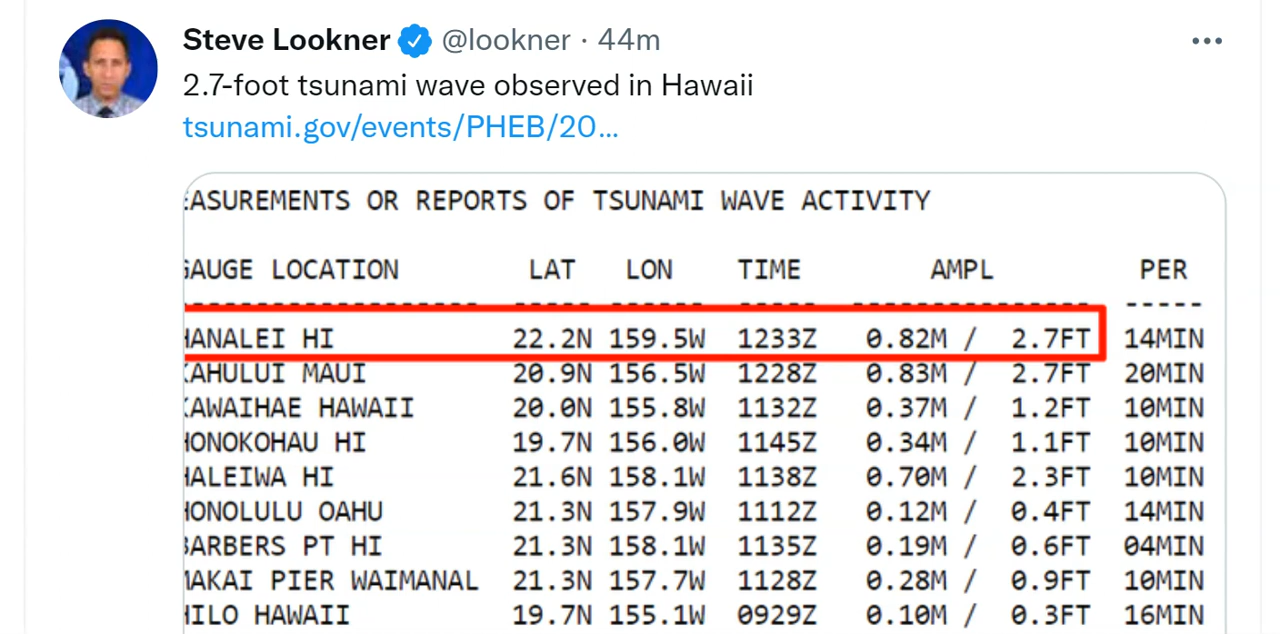 Steve Lookner @lookner · 44m
2.7-foot tsunami wave observed in Hawaii
tsunami.gov/events/PHEB/20...
EASUREMENTS OR REPORTS OF TSUNAMI WAVE ACTIVITY
GAUGE LOCATION LAT LON TIME AMPL PER
------------------- ----- ------ ----- --------------- -----
HANALEI HI 22.2N 159.5W 1233Z 0.82M / 2.7FT 14MIN
KAHULUI MAUI 20.9N 156.5W 1228Z 0.83M / 2.7FT 20MIN
KAWAIHAE HAWAII 20.0N 155.8W 1132Z 0.37M / 1.2FT 10MIN
HONOKOHAU HI 19.7N 156.0W 1145Z 0.34M / 1.1FT 10MIN
HALEIWA HI 21.6N 158.1W 1138Z 0.70M / 2.3FT 10MIN
HONOLULU OAHU 21.3N 157.9W 1112Z 0.12M / 0.4FT 14MIN
BARBERS PT HI 21.3N 158.1W 1135Z 0.19M / 0.6FT 04MIN
MAKAI PIER WAIMANAL 21.3N 157.7W 1128Z 0.28M / 0.9FT 10MIN
HILO HAWAII 19.7N 155.1W 0929Z 0.10M / 0.3FT 16MIN